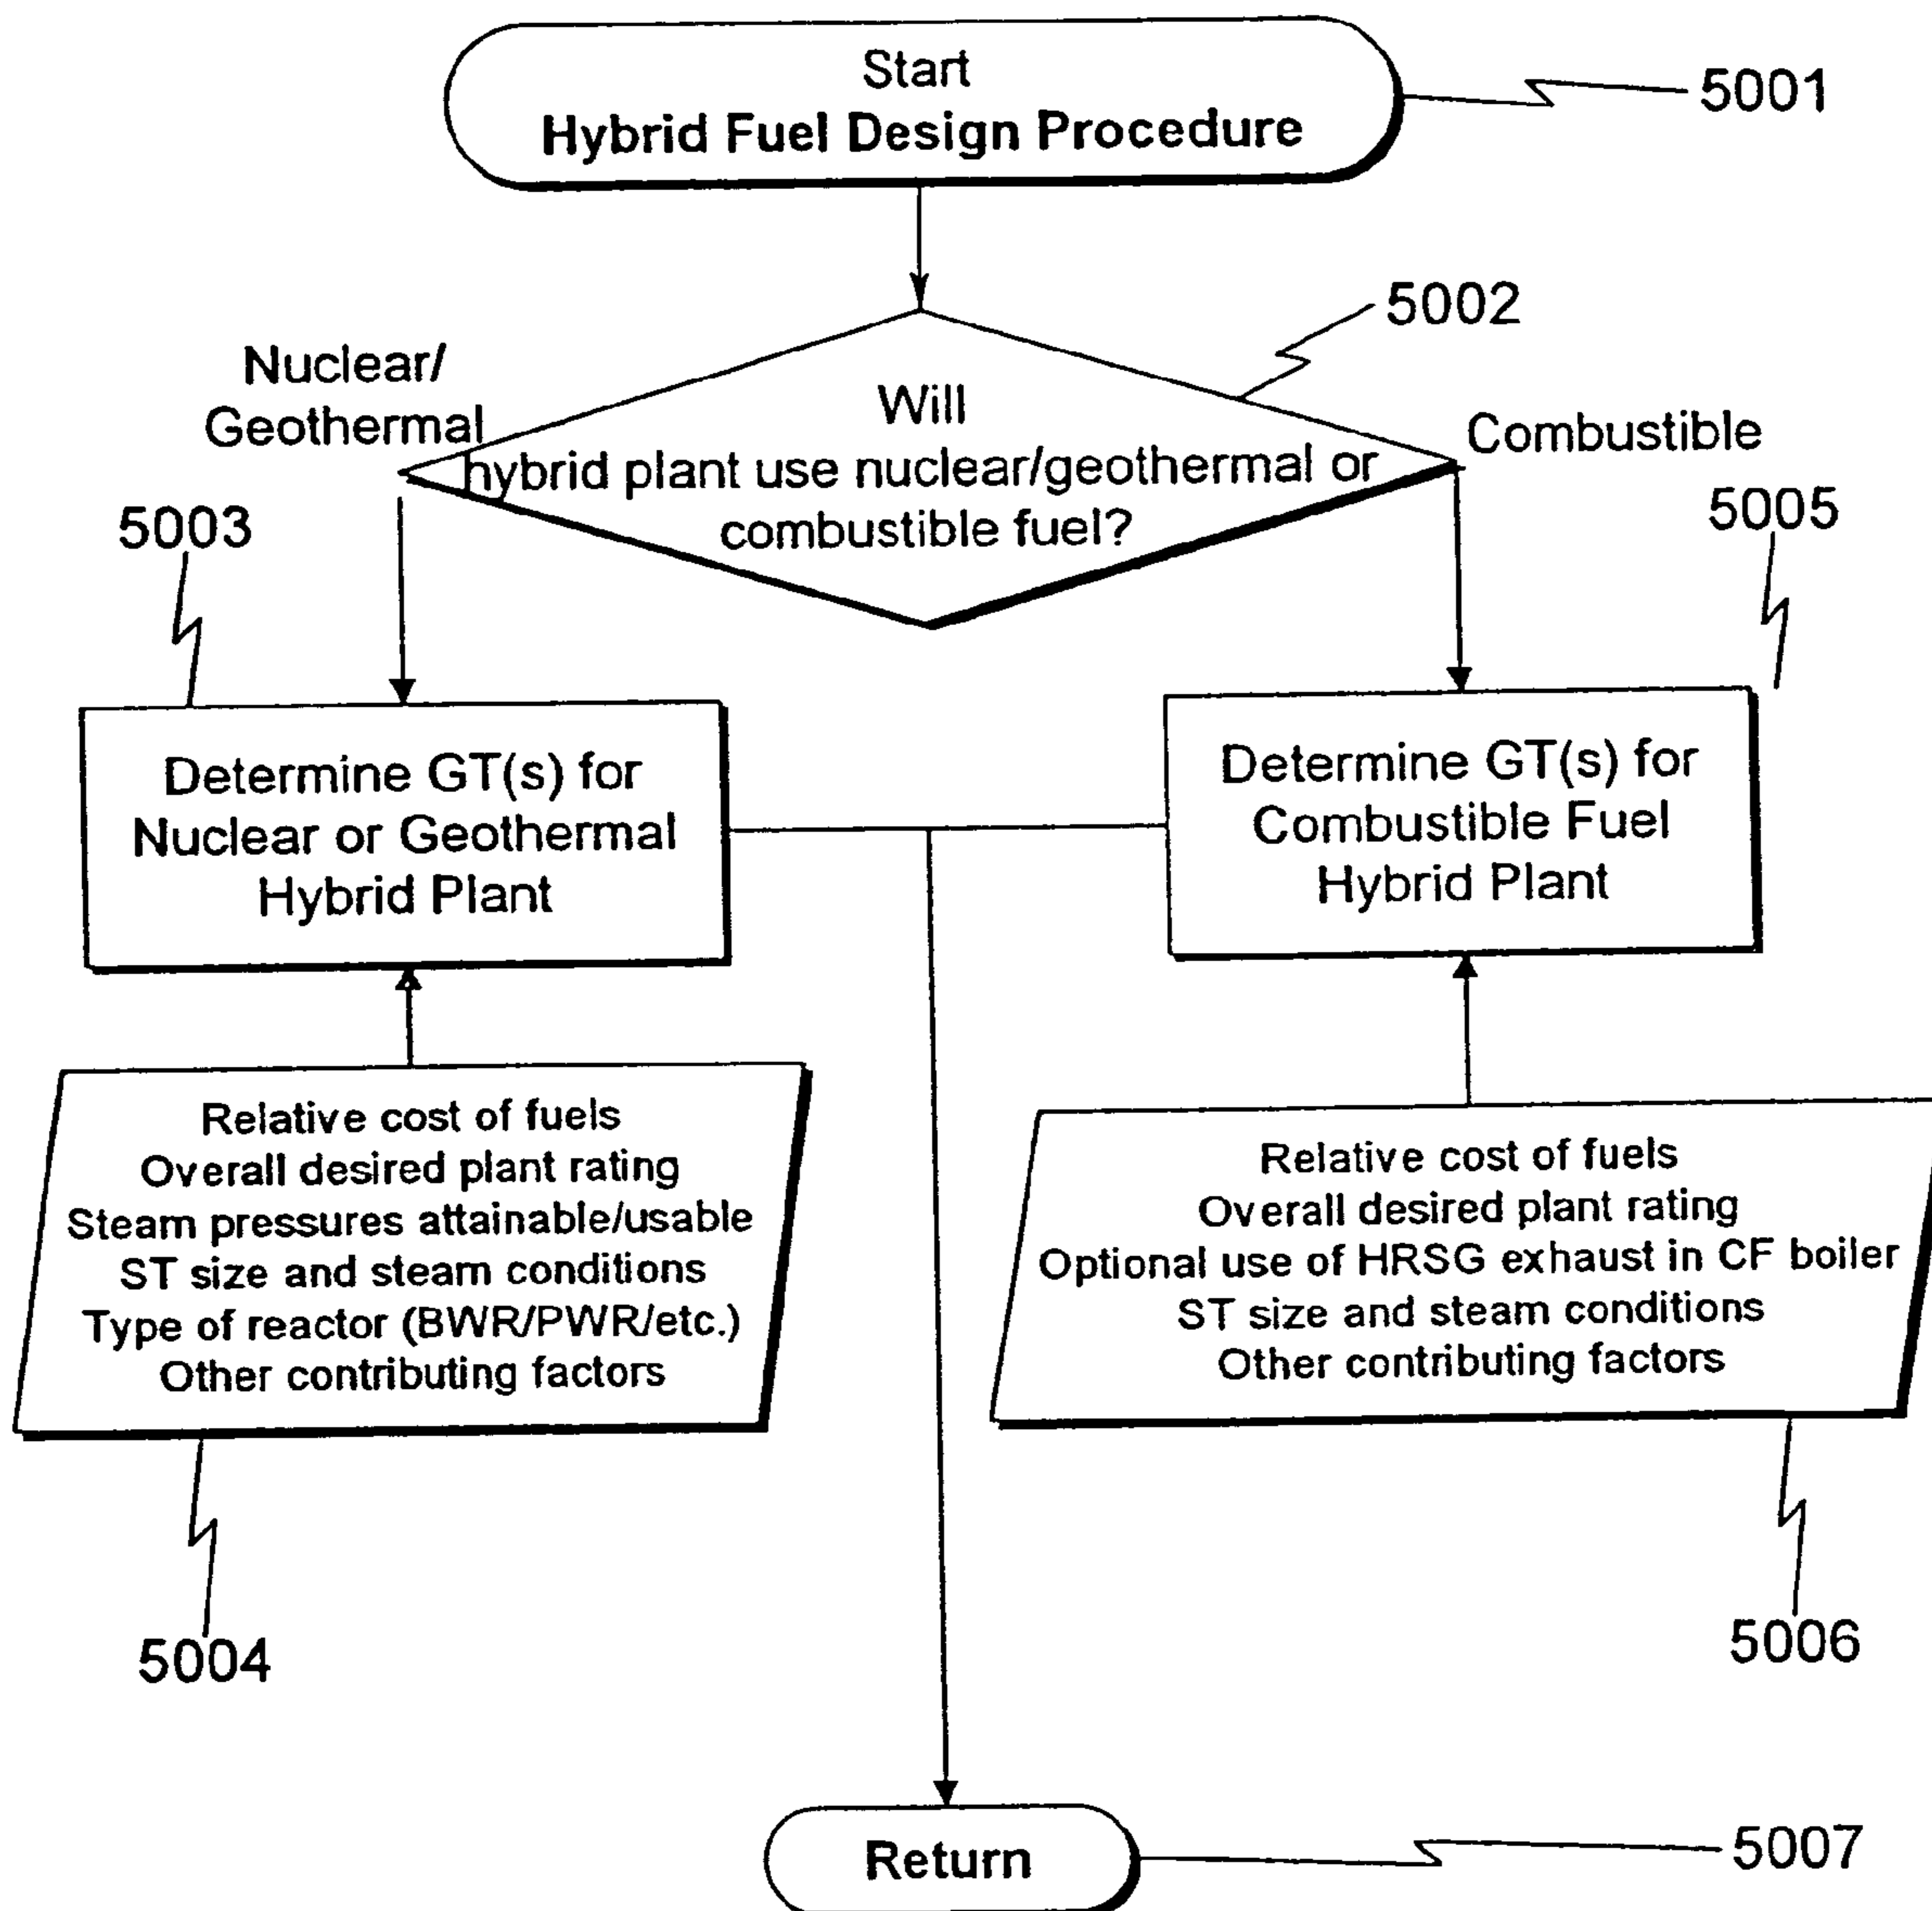 Start
Hybrid Fuel Design Procedure
5001
5002
Nuclear/
Geothermal
Will
hybrid plant use nuclear/geothermal or
combustible fuel?
Combustible
5003
5005
Determine GT(s) for
Nuclear or Geothermal
Hybrid Plant
Determine GT(s) for
Combustible Fuel
Hybrid Plant
Relative cost of fuels
Overall desired plant rating
Steam pressures attainable/usable
ST size and steam conditions
Type of reactor (BWR/PWR/etc.)
Other contributing factors
Relative cost of fuels
Overall desired plant rating
Optional use of HRSG exhaust in CF boiler
ST size and steam conditions
Other contributing factors
5004
5006
Return
5007